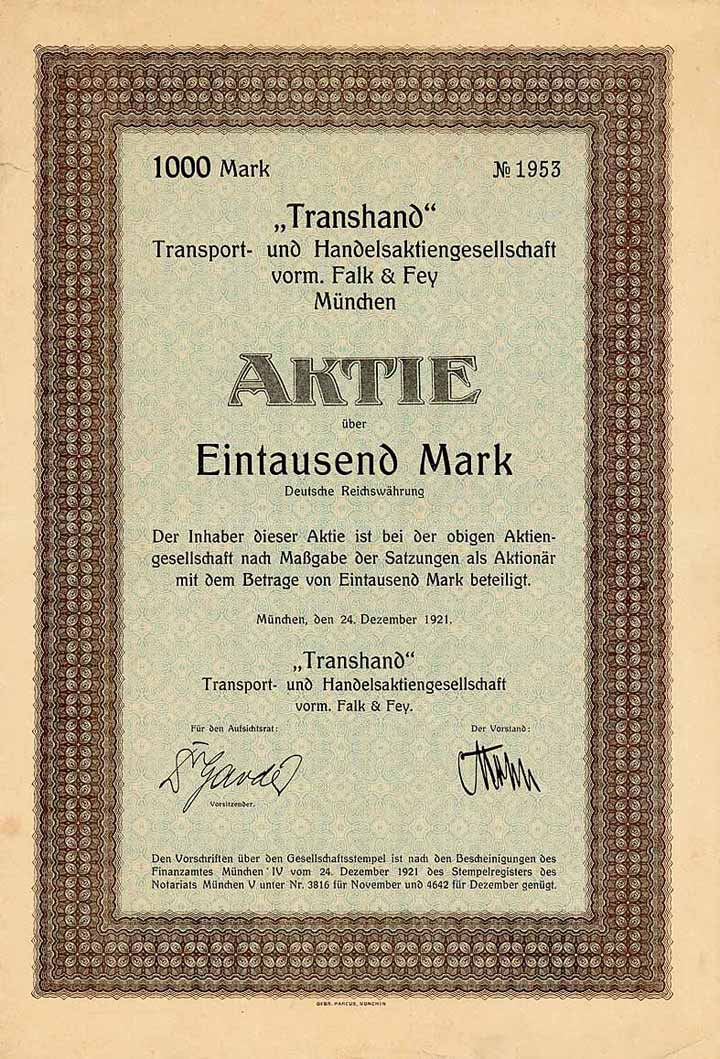 1000 Mark
№ 1953
„Transhand“
Transport- und Handelsaktiengesellschaft
vorm. Falk & Fey
München
AKTIE
über
Eintausend Mark
Deutsche Reichswährung
Der Inhaber dieser Aktie ist bei der obigen Aktien-
gesellschaft nach Maßgabe der Satzungen als Aktionär
mit dem Betrage von Eintausend Mark beteiligt.
München, den 24. Dezember 1921.
„Transhand“
Transport- und Handelsaktiengesellschaft
vorm. Falk & Fey.
Für den Aufsichtsrat:
Der Vorstand:
Vorsitzender.
Den Vorschriften über den Gesellschaftsstempel ist nach den Bescheinigungen des
Finanzamtes München IV vom 24. Dezember 1921 des Stempelregisters des
Notariats München V unter Nr. 3816 für November und 4642 für Dezember genügt.
GEBR. PARCUS, MÜNCHEN